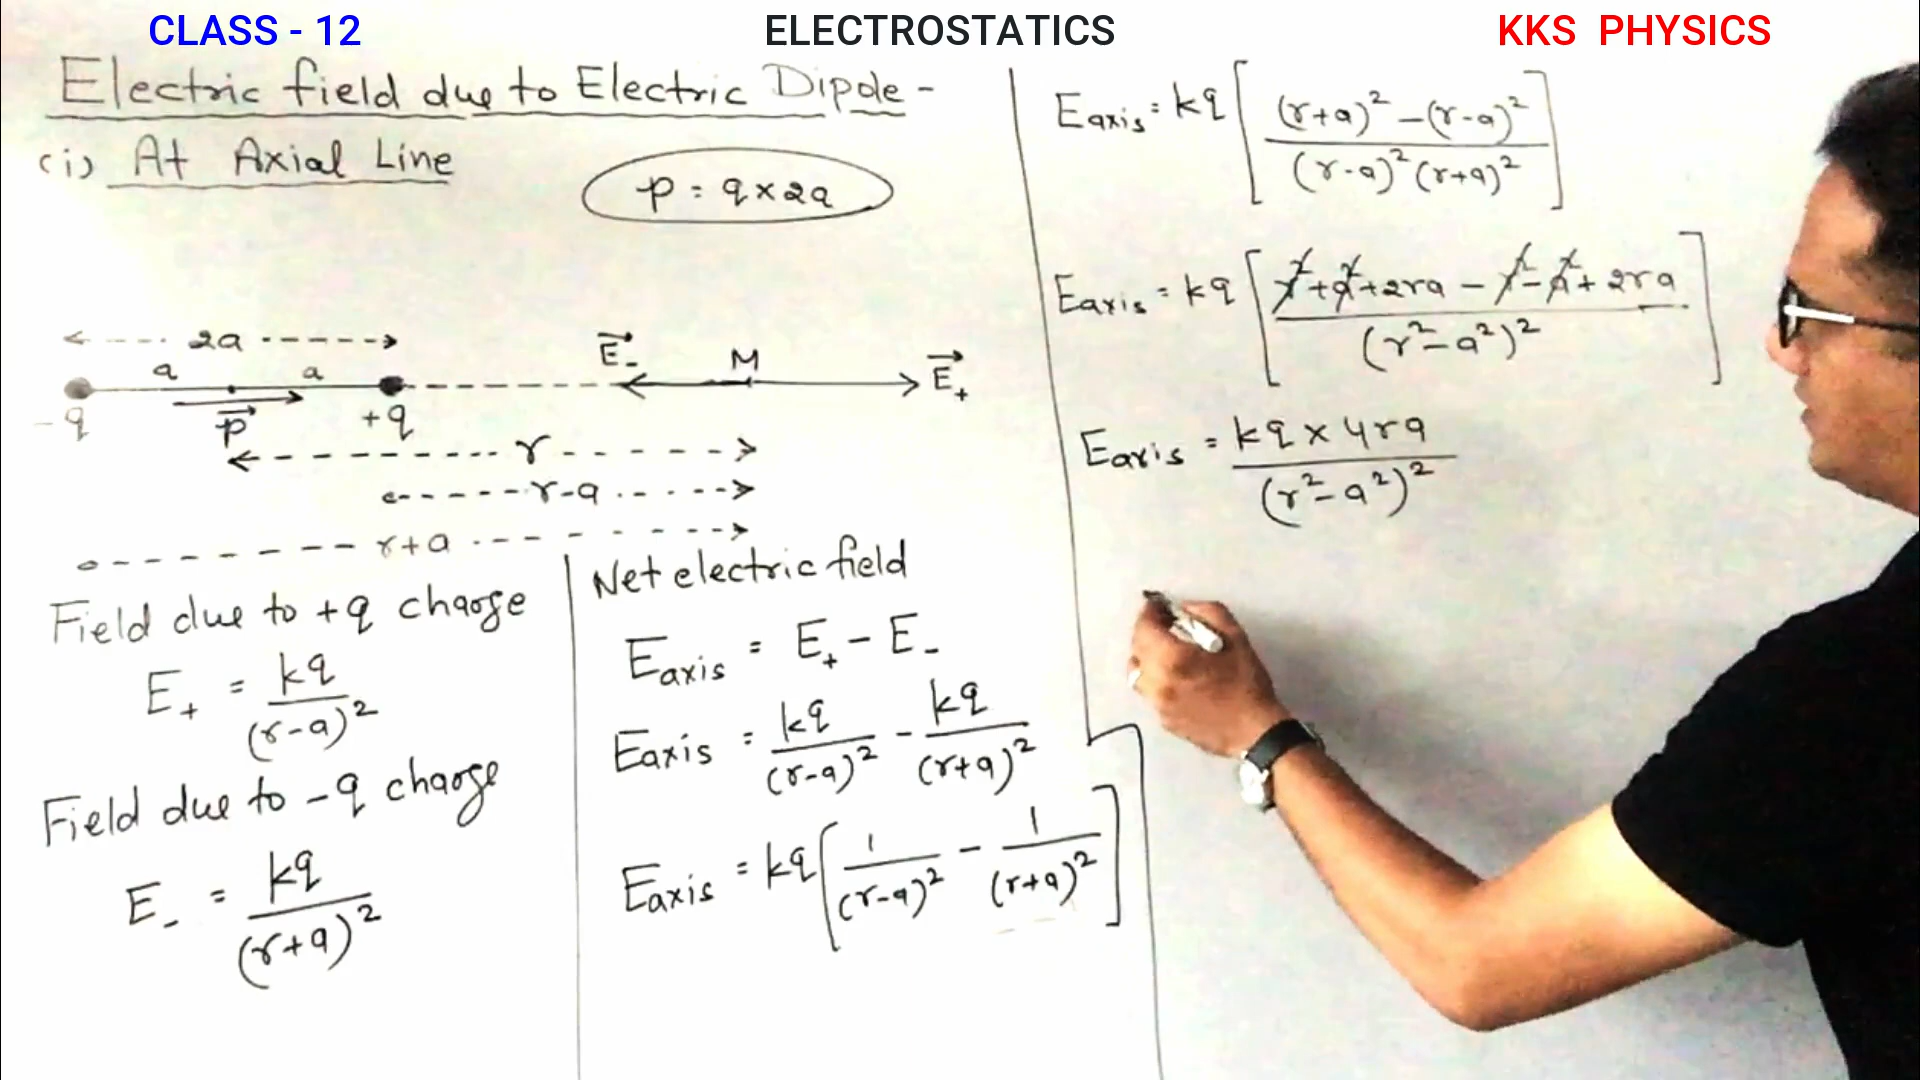 CLASS - 12 ELECTROSTATICS KKS PHYSICS
Electric field due to Electric Dipole -
(i) At Axial Line
p = q × 2a
2a
a a
-q +q
p⃗
E⃗₋ M E⃗₊
r
r-a
r+a
Field due to +q charge
E₊ = kq/(r-a)²
Field due to -q charge
E₋ = kq/(r+a)²
Net electric field
Eaxis = E₊ - E₋
Eaxis = kq/(r-a)² - kq/(r+a)²
Eaxis = kq[1/(r-a)² - 1/(r+a)²]
Eaxis = kq[((r+a)² - (r-a)²)/((r-a)²(r+a)²)]
Eaxis = kq[(r²+a²+2ra - r²-a²+2ra)/(r²-a²)²]
Eaxis = kq × 4ra/(r²-a²)²